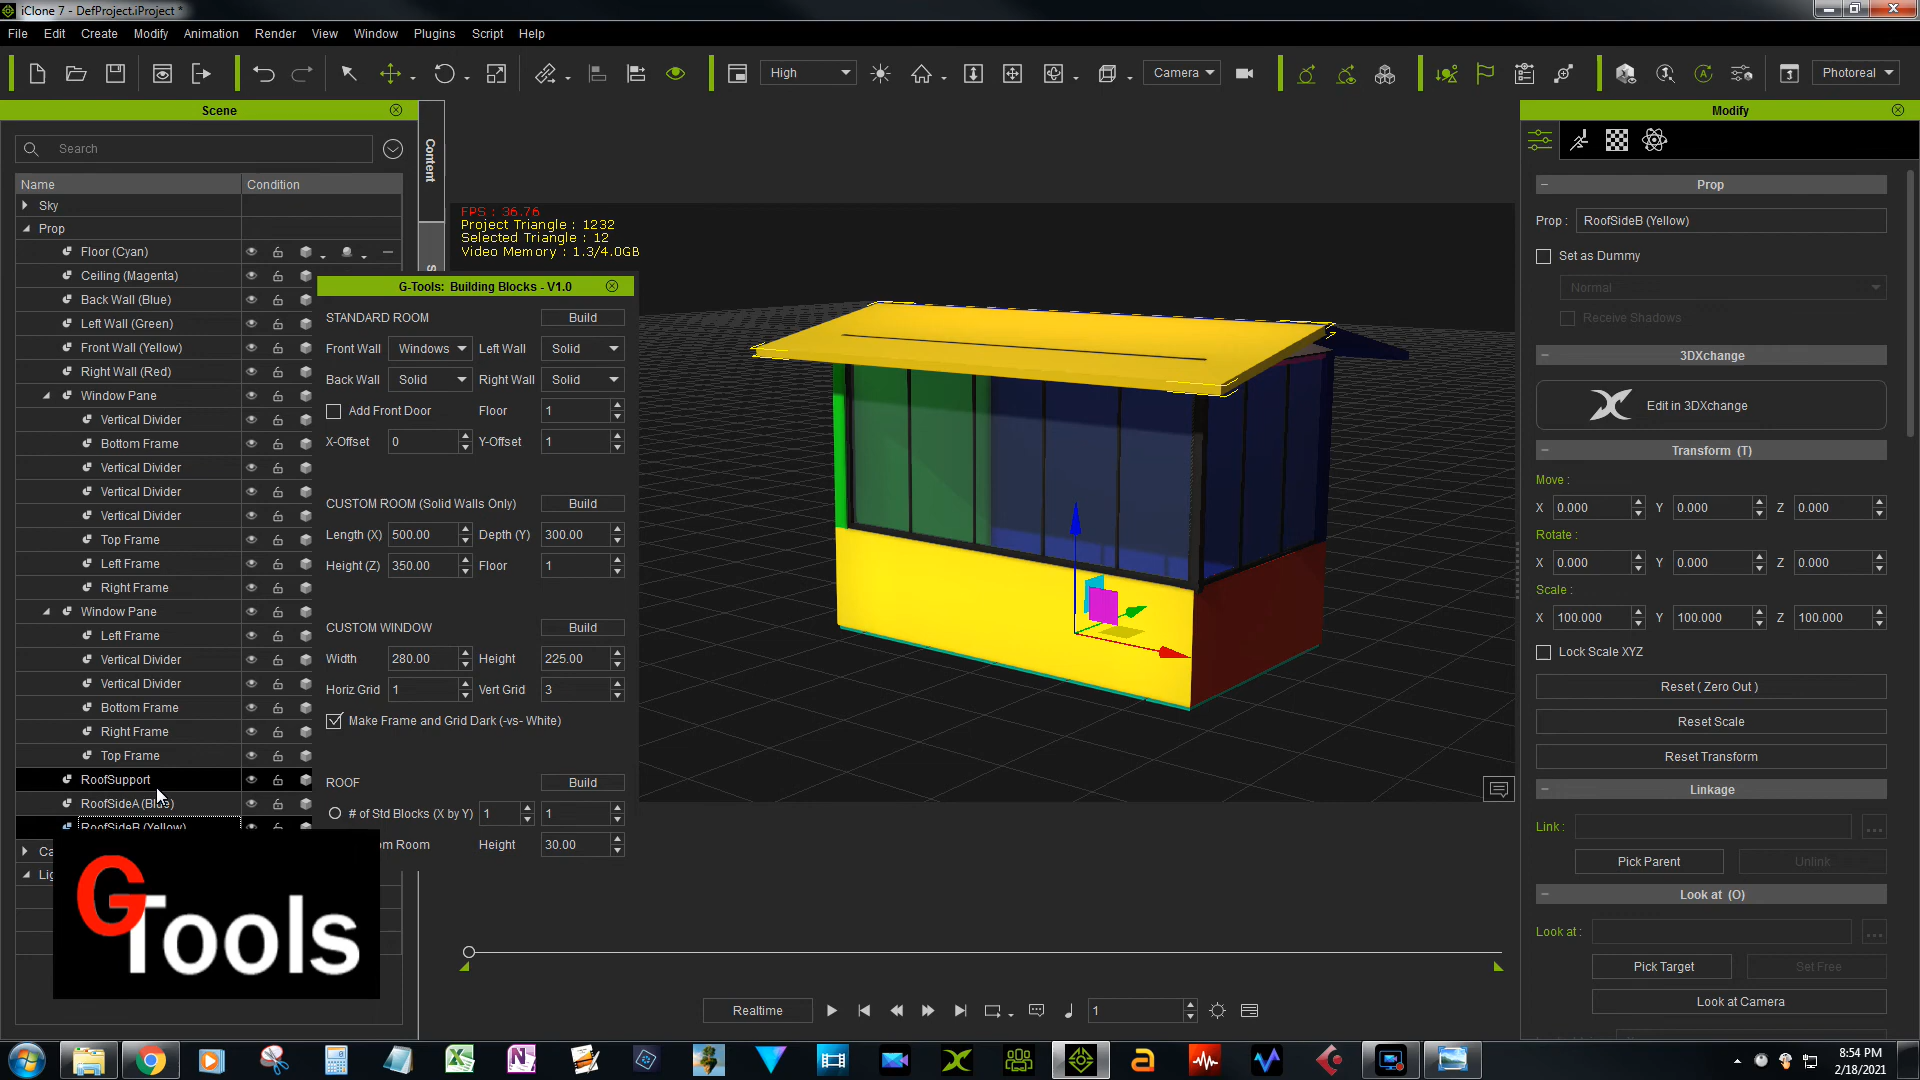 iClone 7 - DefProject.iProject *
File Edit Create Modify Animation Render View Window Plugins Script Help
High Camera Photoreal
Scene
Search
Name Condition
Sky
Prop
Floor (Cyan)
Ceiling (Magenta)
Back Wall (Blue)
Left Wall (Green)
Front Wall (Yellow)
Right Wall (Red)
Window Pane
Vertical Divider
Bottom Frame
Vertical Divider
Vertical Divider
Vertical Divider
Top Frame
Left Frame
Right Frame
Window Pane
Left Frame
Vertical Divider
Vertical Divider
Bottom Frame
Right Frame
Top Frame
RoofSupport
RoofSideA (Blue)
RoofSideB (Yellow)
Ca
Lig
G Tools
Content
S
FPS : 36.76
Project Triangle : 1232
Selected Triangle : 12
Video Memory : 1.3/4.0GB
G-Tools: Building Blocks - V1.0
STANDARD ROOM Build
Front Wall Windows Left Wall Solid
Back Wall Solid Right Wall Solid
Add Front Door Floor 1
X-Offset 0 Y-Offset 1
CUSTOM ROOM (Solid Walls Only) Build
Length (X) 500.00 Depth (Y) 300.00
Height (Z) 350.00 Floor 1
CUSTOM WINDOW Build
Width 280.00 Height 225.00
Horiz Grid 1 Vert Grid 3
Make Frame and Grid Dark (-vs- White)
ROOF Build
# of Std Blocks (X by Y) 1 1
om Room Height 30.00
Realtime 1
Modify
Prop
Prop : RoofSideB (Yellow)
Set as Dummy
Normal
Receive Shadows
3DXchange
Edit in 3DXchange
Transform (T)
Move :
X 0.000 Y 0.000 Z 0.000
Rotate :
X 0.000 Y 0.000 Z 0.000
Scale :
X 100.000 Y 100.000 Z 100.000
Lock Scale XYZ
Reset ( Zero Out )
Reset Scale
Reset Transform
Linkage
Link :
...
Pick Parent Unlink
Look at (O)
Look at :
...
Pick Target Set Free
Look at Camera
8:54 PM
2/18/2021